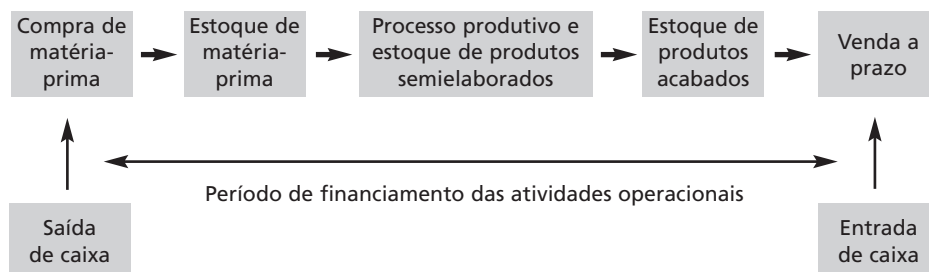 Compra de
matéria-
prima
Estoque de
matéria-
prima
Processo produtivo e
estoque de produtos
semielaborados
Estoque de
produtos
acabados
Venda a
prazo
Período de financiamento das atividades operacionais
Saída
de caixa
Entrada
de caixa